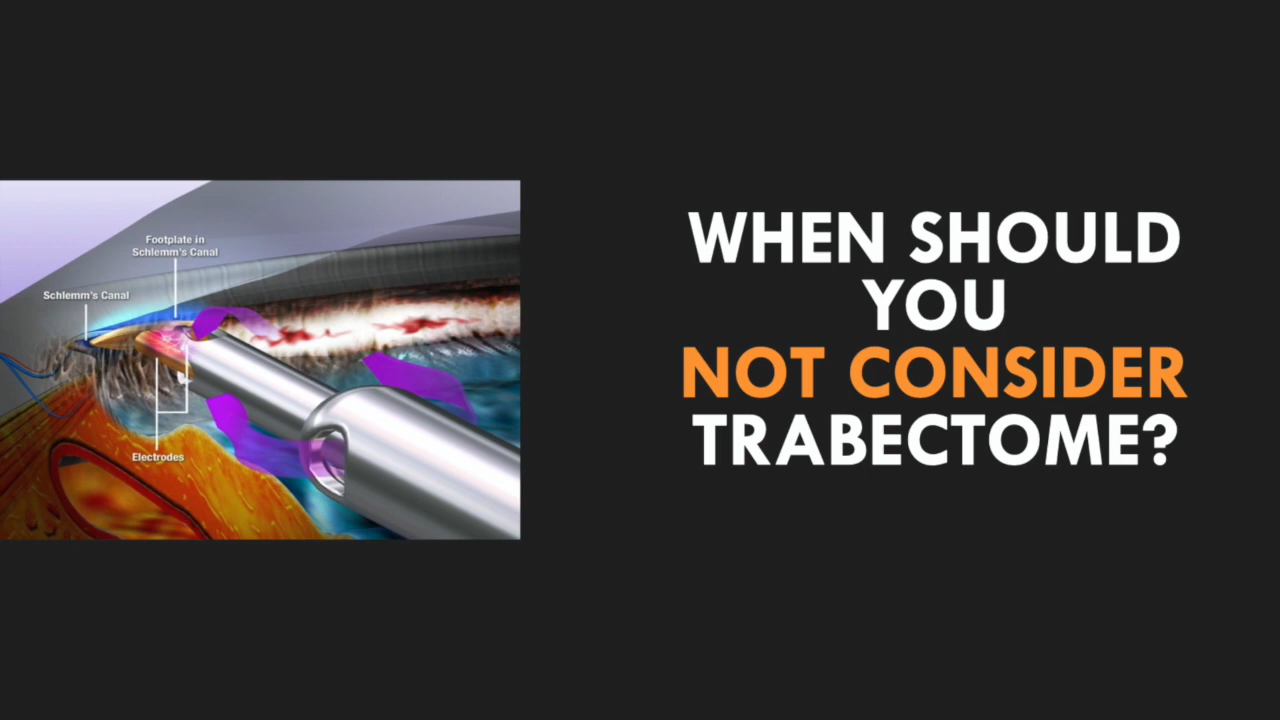 Footplate in
Schlemm's Canal
Schlemm's Canal
Electrodes
WHEN SHOULD
YOU
NOT CONSIDER
TRABECTOME?